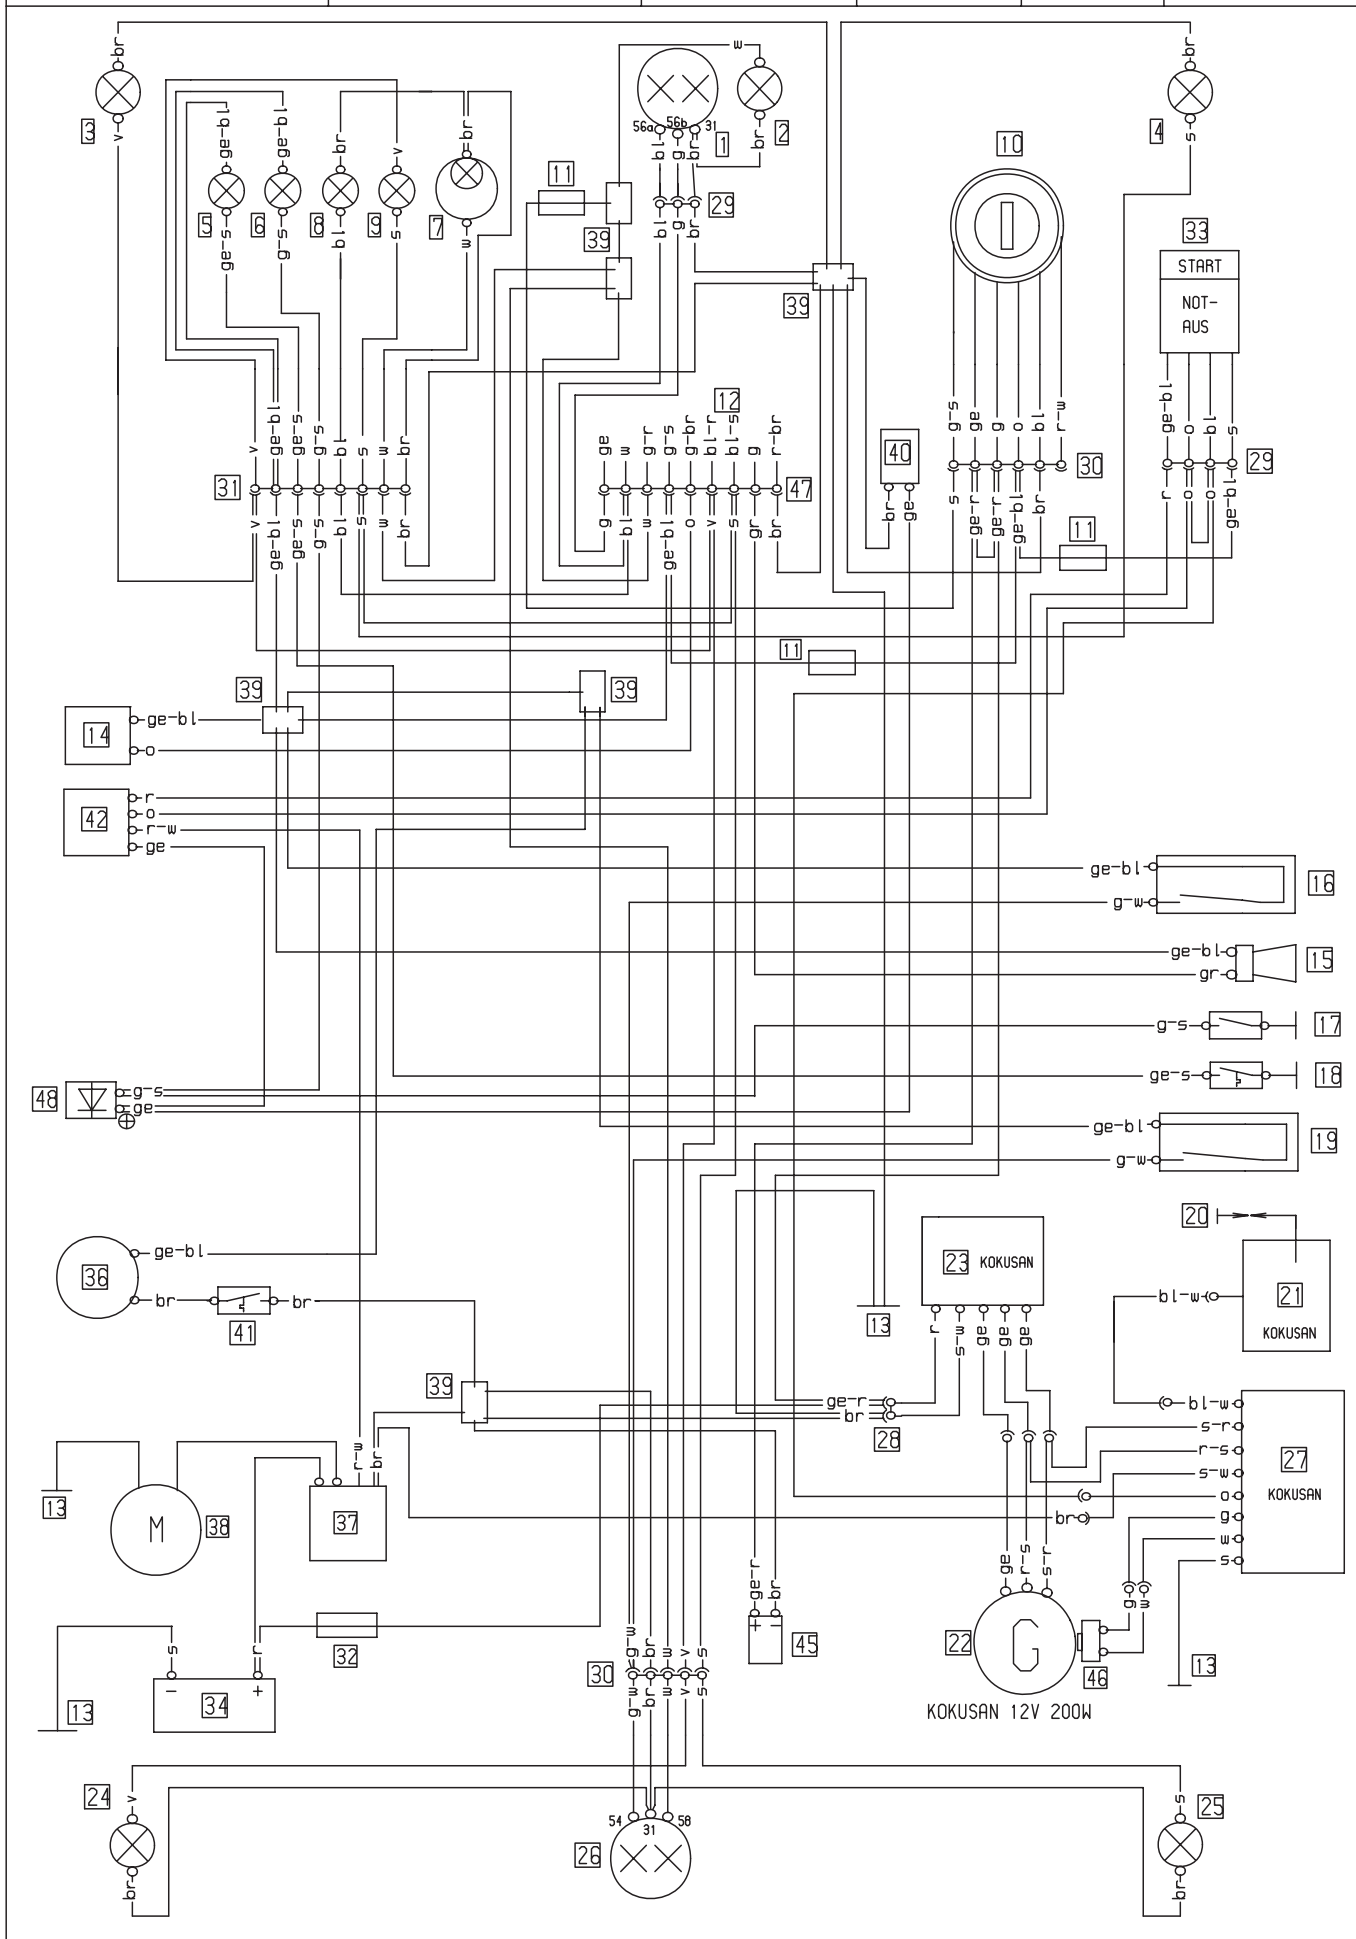 br
br
br
w
3
v
ge-bl
ge-bl
br
v
br
56a
56b
31
1
2
bl
g
br
br
4
s
10
5
6
8
9
7
ge-s
g-s
bl
s
w
11
39
29
bl
g
br
39
33
START
NOT-
AUS
12
v
ge-bl
ge-s
g-s
bl
s
w
br
ge
w
g-r
g-s
g-br
bl-r
bl-s
g
r-br
40
g-s
ge
g
o
bl
r-w
ge-bl
o
bl
s
31
47
30
29
v
ge-bl
ge-s
g-s
bl
s
w
br
g
bl
w
ge-bl
o
v
s
gr
br
br
ge
s
ge-r
ge-r
ge-bl
br
11
r
o
o
ge-bl
11
39
39
14
ge-bl
o
42
r
o
r-w
ge
ge-bl
g-w
16
ge-bl
gr
15
g-s
17
ge-s
18
48
g-s
ge
ge-bl
g-w
19
20
36
ge-bl
br
br
41
23 KOKUSAN
13
r
s-w
ge
ge
ge
bl-w
21
KOKUSAN
39
ge-r
br
28
bl-w
s-r
r-s
s-w
o
g
w
s
27
KOKUSAN
br
13
M
38
r-w
br
37
ge
r-s
s-r
ge-r
br
+
-
45
22
G
46
g
w
13
KOKUSAN 12V 200W
s
r
32
-
+
34
13
30
g-w
br
w
v
s
g-w
br
w
v
s
24
v
br
54
31
58
26
s
25
br